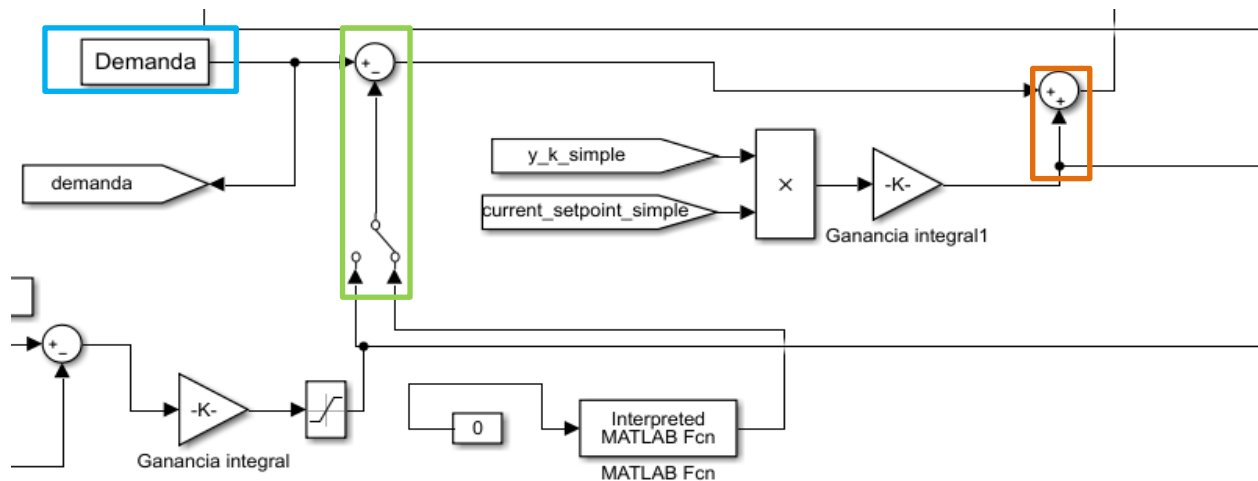 Demanda
+
-
+
+
y_k_simple
demanda
×
-K-
current_setpoint_simple
Ganancia integral1
+
-
-K-
Interpreted
MATLAB Fcn
0
Ganancia integral
MATLAB Fcn